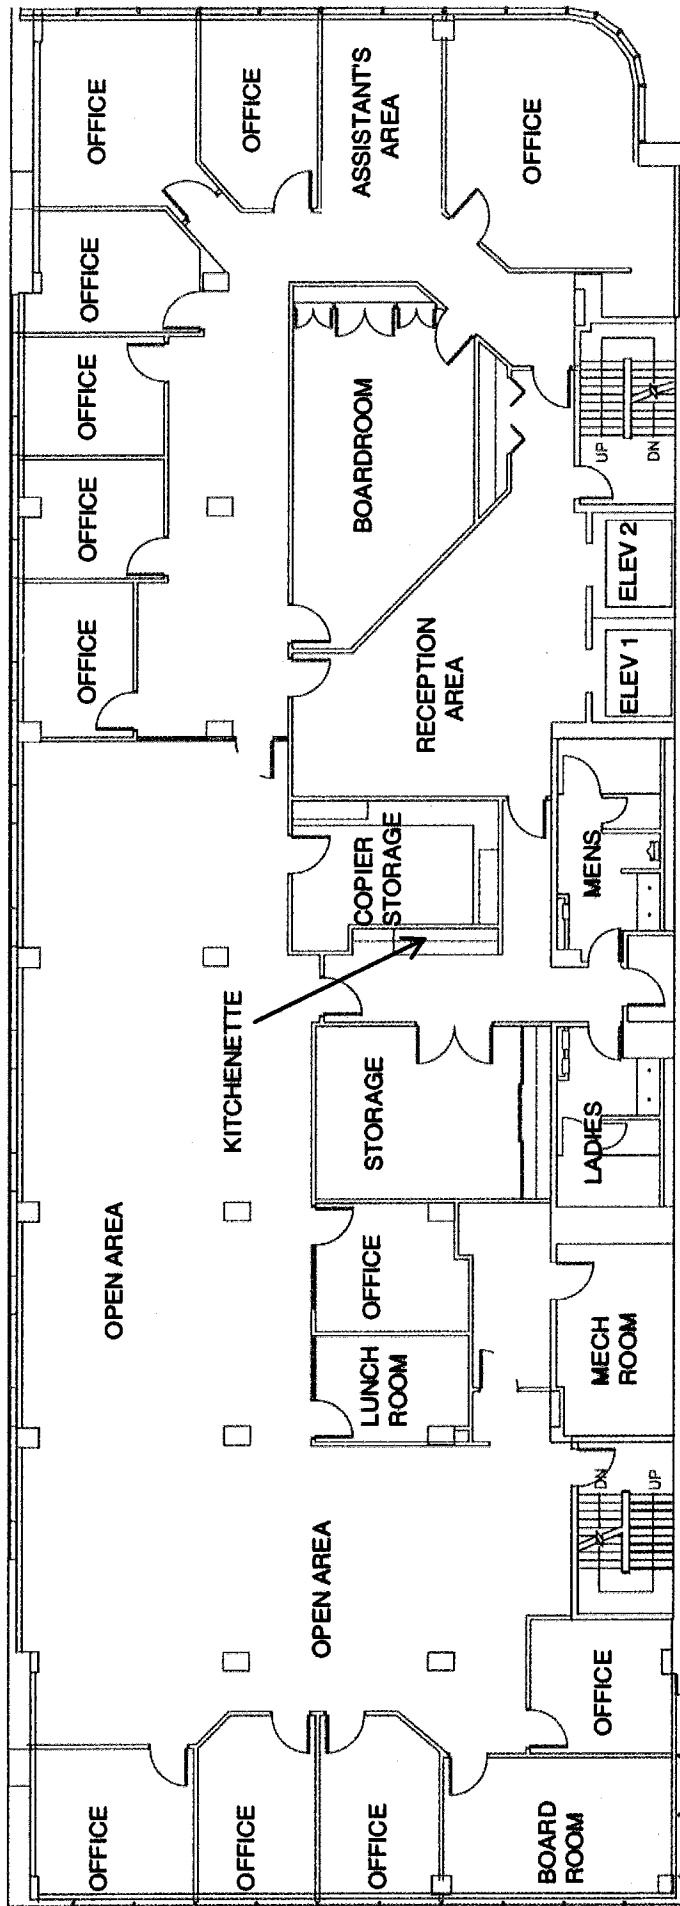 OFFICE
OPEN AREA
OFFICE
OFFICE
OFFICE
OFFICE
OFFICE
OFFICE
KITCHENETTE
OFFICE
OPEN AREA
OFFICE
LUNCH
ROOM
OFFICE
STORAGE
COPIER
STORAGE
BOARDROOM
ASSISTANT'S
AREA
RECEPTION
AREA
OFFICE
BOARD
ROOM
OFFICE
DN
UP
MECH
ROOM
LADIES
MENS
ELEV 1
ELEV 2
UP
DN